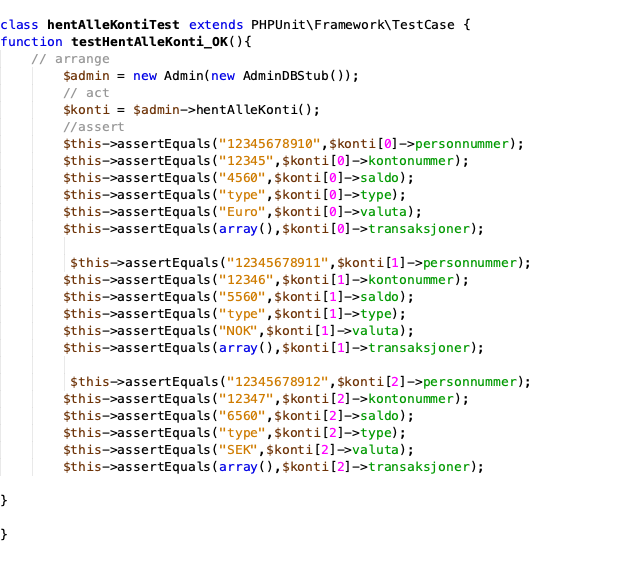 class hentAlleKontiTest extends PHPUnit\Framework\TestCase {
function testHentAlleKonti_OK(){
// arrange
$admin = new Admin(new AdminDBStub());
// act
$konti = $admin->hentAlleKonti();
//assert
$this->assertEquals("12345678910",$konti[0]->personnummer);
$this->assertEquals("12345",$konti[0]->kontonummer);
$this->assertEquals("4560",$konti[0]->saldo);
$this->assertEquals("type",$konti[0]->type);
$this->assertEquals("Euro",$konti[0]->valuta);
$this->assertEquals(array(),$konti[0]->transaksjoner);
$this->assertEquals("12345678911",$konti[1]->personnummer);
$this->assertEquals("12346",$konti[1]->kontonummer);
$this->assertEquals("5560",$konti[1]->saldo);
$this->assertEquals("type",$konti[1]->type);
$this->assertEquals("NOK",$konti[1]->valuta);
$this->assertEquals(array(),$konti[1]->transaksjoner);
$this->assertEquals("12345678912",$konti[2]->personnummer);
$this->assertEquals("12347",$konti[2]->kontonummer);
$this->assertEquals("6560",$konti[2]->saldo);
$this->assertEquals("type",$konti[2]->type);
$this->assertEquals("SEK",$konti[2]->valuta);
$this->assertEquals(array(),$konti[2]->transaksjoner);
}
}